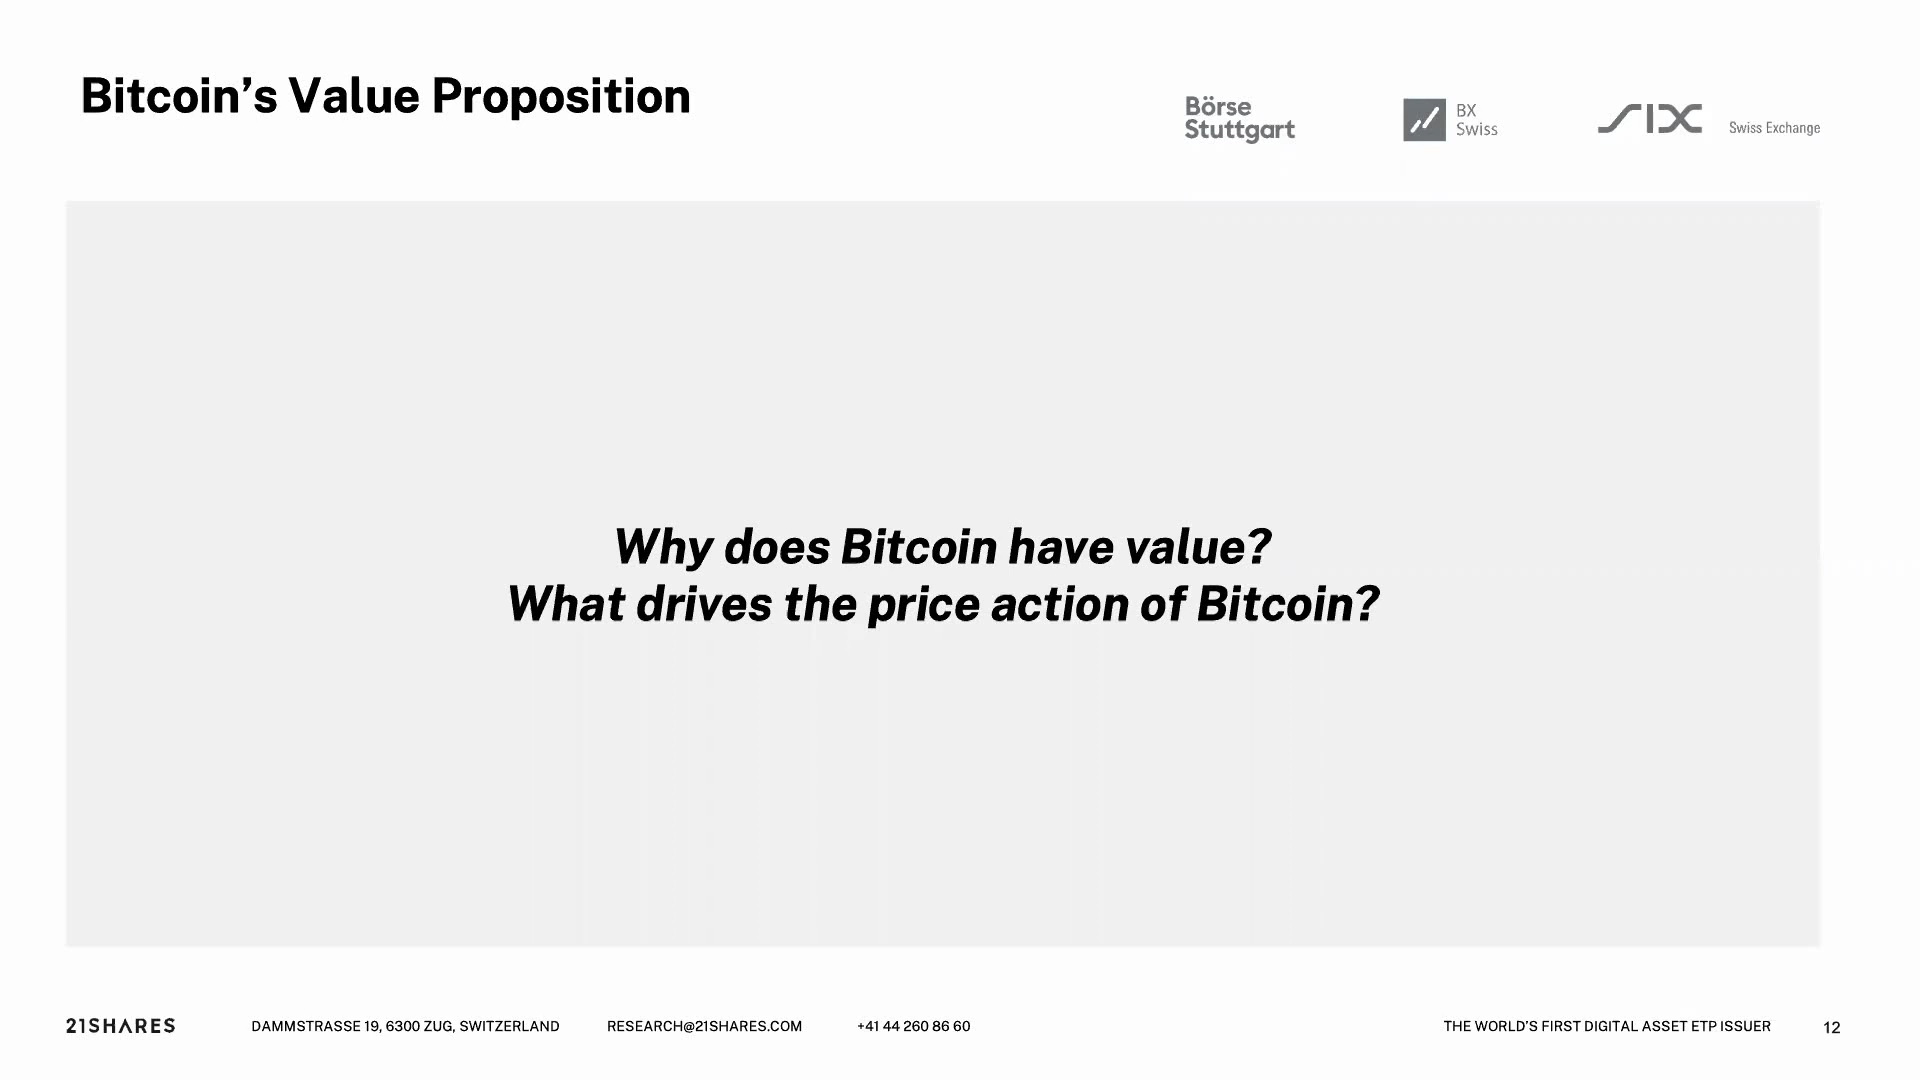 Bitcoin’s Value Proposition
Börse
Stuttgart
BX
Swiss
SIX
Swiss Exchange
Why does Bitcoin have value?
What drives the price action of Bitcoin?
21SHARES
DAMMSTRASSE 19, 6300 ZUG, SWITZERLAND
RESEARCH@21SHARES.COM
+41 44 260 86 60
THE WORLD’S FIRST DIGITAL ASSET ETP ISSUER
12